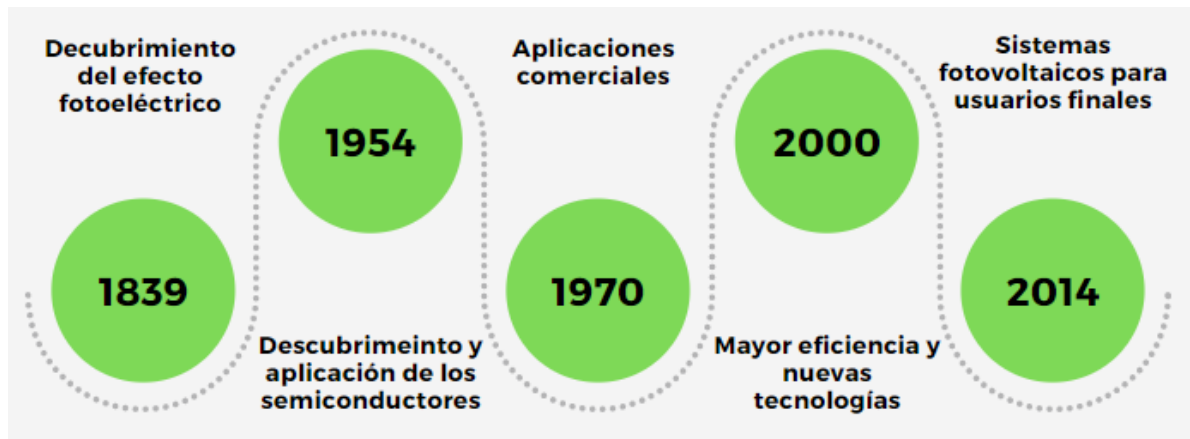 Decubrimiento
del efecto
fotoeléctrico
1839
1954
Descubrimeinto y
aplicación de los
semiconductores
Aplicaciones
comerciales
1970
2000
Mayor eficiencia y
nuevas
tecnologías
Sistemas
fotovoltaicos para
usuarios finales
2014